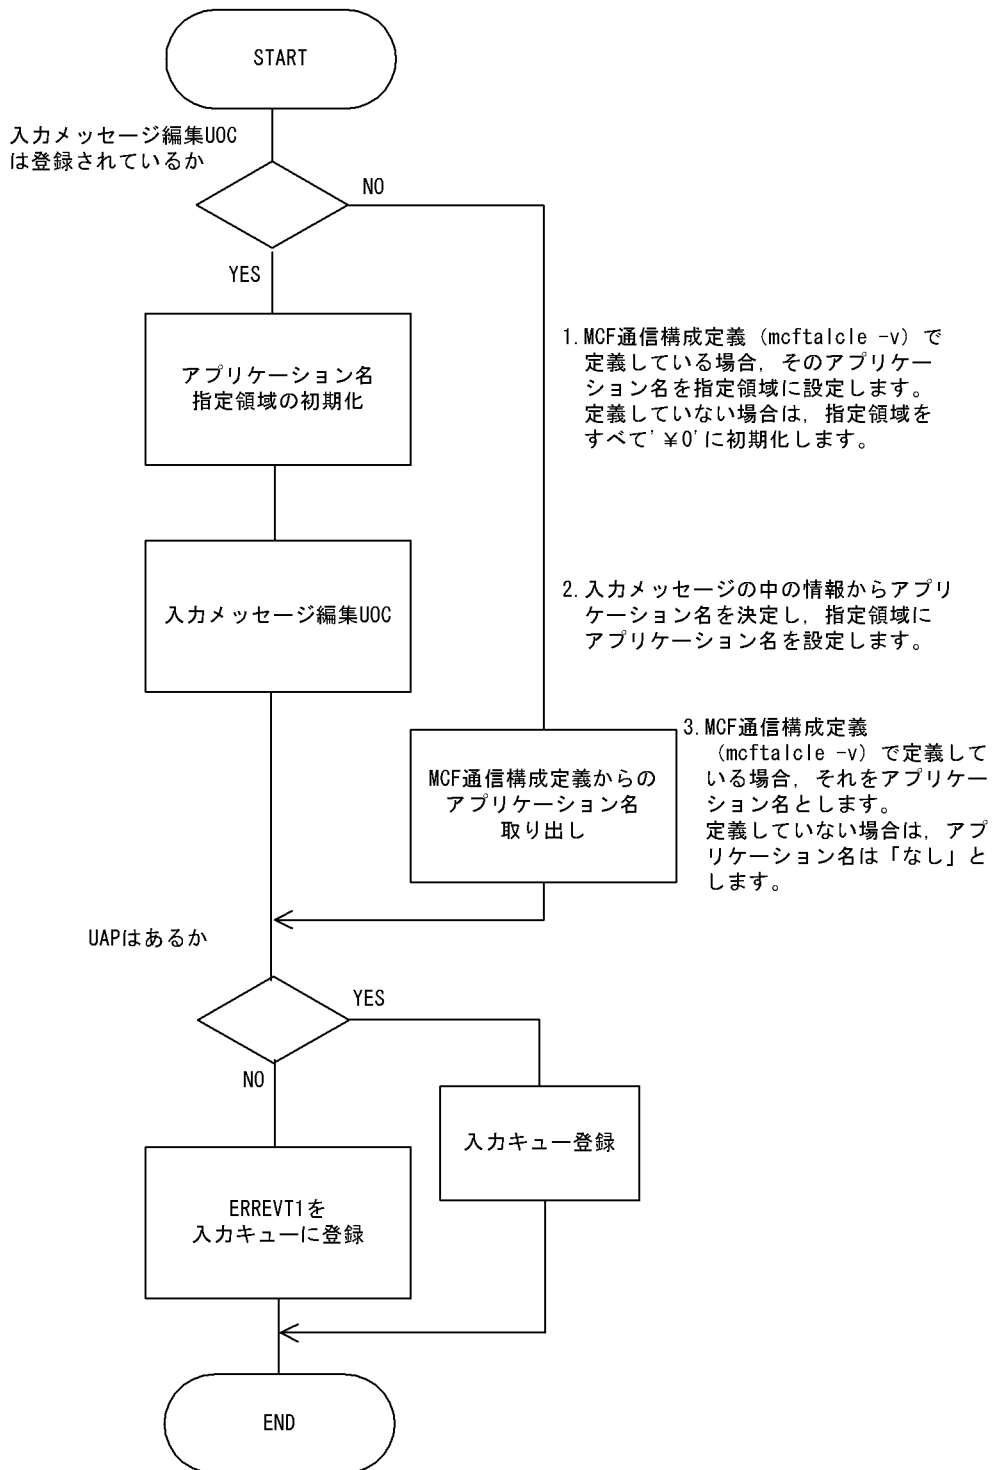 START
入力メッセージ編集UOC
は登録されているか
NO
YES
アプリケーション名
指定領域の初期化
1.MCF通信構成定義（mcftalcle -v）で
定義している場合，そのアプリケー
ション名を指定領域に設定します。
定義していない場合は，指定領域を
すべて'￥0'に初期化します。
入力メッセージ編集UOC
2.入力メッセージの中の情報からアプリ
ケーション名を決定し，指定領域に
アプリケーション名を設定します。
MCF通信構成定義からの
アプリケーション名
取り出し
3.MCF通信構成定義
（mcftalcle -v）で定義して
いる場合，それをアプリケー
ション名とします。
定義していない場合は，アプ
リケーション名は「なし」と
します。
UAPはあるか
YES
NO
入力キュー登録
ERREVT1を
入力キューに登録
END